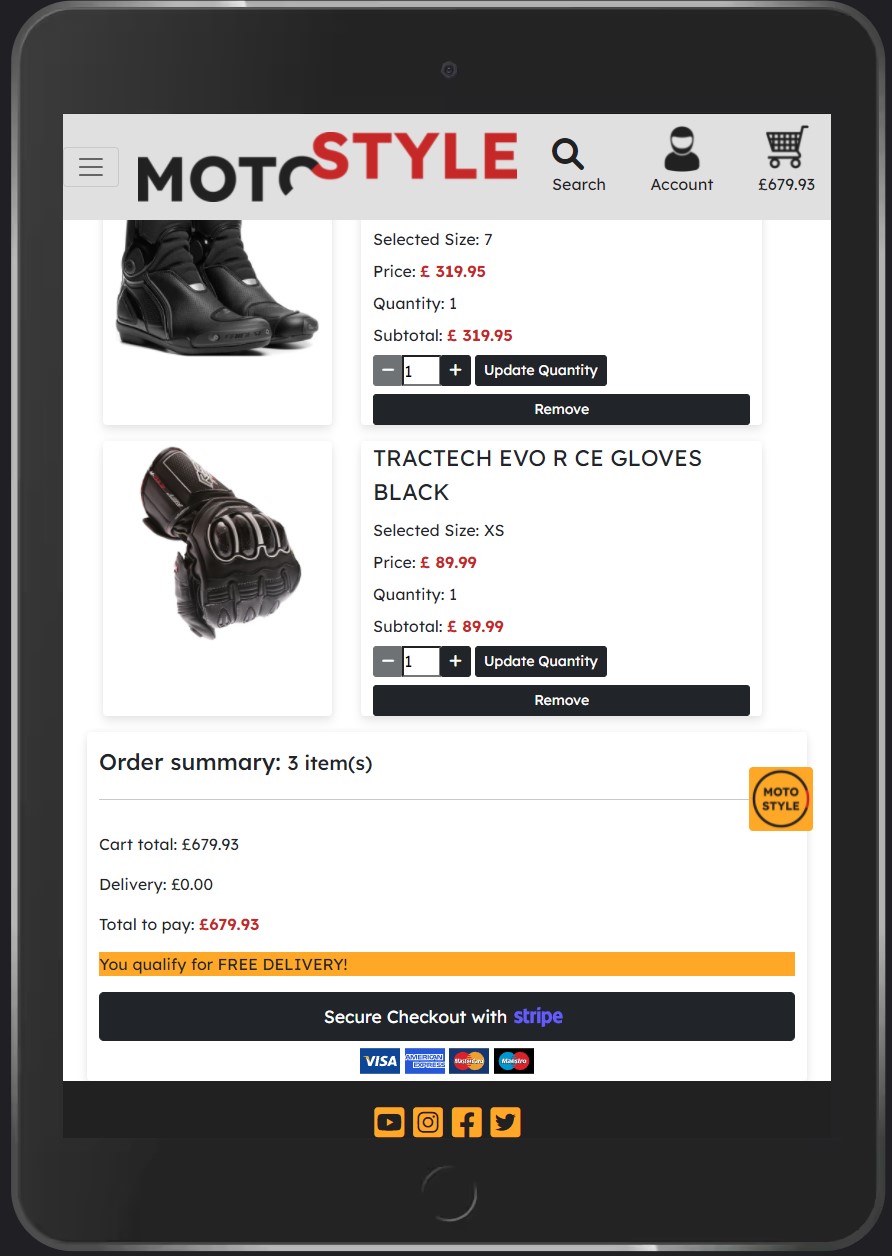 MOTO STYLE
Search
Account
£679.93
Selected Size: 7
Price: £ 319.95
Quantity: 1
Subtotal: £ 319.95
− 1 + Update Quantity
Remove
TRACTECH EVO R CE GLOVES
BLACK
Selected Size: XS
Price: £ 89.99
Quantity: 1
Subtotal: £ 89.99
− 1 + Update Quantity
Remove
Order summary: 3 item(s)
MOTO
STYLE
Cart total: £679.93
Delivery: £0.00
Total to pay: £679.93
You qualify for FREE DELIVERY!
Secure Checkout with stripe
VISA AMERICAN EXPRESS MasterCard Maestro